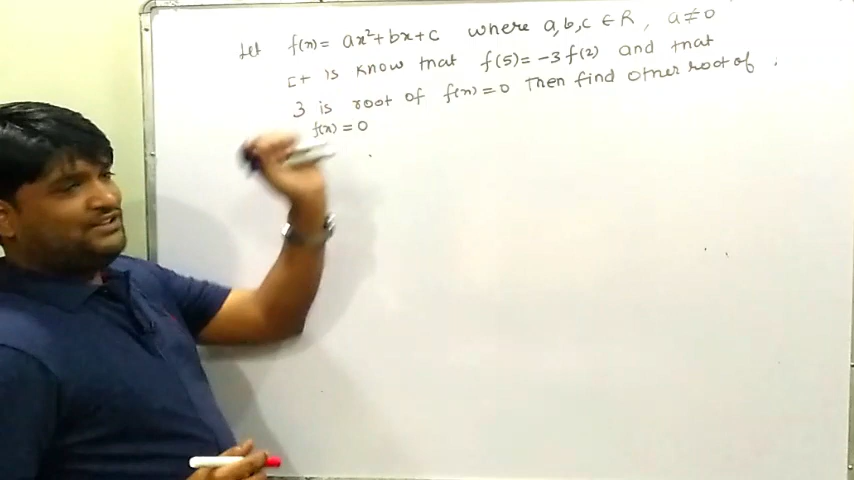 Let f(x) = ax²+bx+c where a,b,c ∈ R, a≠0
It is know that f(5) = -3f(2) and that
3 is root of f(x) = 0 Then find other root of .
f(x) = 0